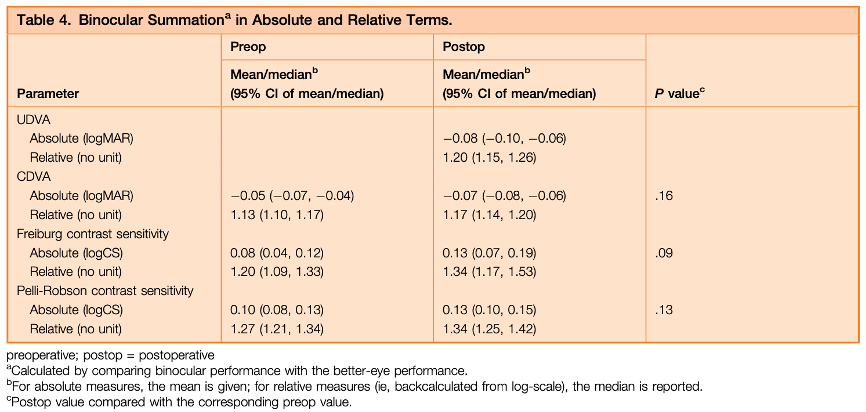 Table 4. Binocular Summationᵃ in Absolute and Relative Terms.
Preop Postop
Parameter Mean/medianᵇ (95% CI of mean/median) Mean/medianᵇ (95% CI of mean/median) P valueᶜ
UDVA
Absolute (logMAR) −0.08 (−0.10, −0.06)
Relative (no unit) 1.20 (1.15, 1.26)
CDVA
Absolute (logMAR) −0.05 (−0.07, −0.04) −0.07 (−0.08, −0.06) .16
Relative (no unit) 1.13 (1.10, 1.17) 1.17 (1.14, 1.20)
Freiburg contrast sensitivity
Absolute (logCS) 0.08 (0.04, 0.12) 0.13 (0.07, 0.19) .09
Relative (no unit) 1.20 (1.09, 1.33) 1.34 (1.17, 1.53)
Pelli-Robson contrast sensitivity
Absolute (logCS) 0.10 (0.08, 0.13) 0.13 (0.10, 0.15) .13
Relative (no unit) 1.27 (1.21, 1.34) 1.34 (1.25, 1.42)
preoperative; postop = postoperative
ᵃCalculated by comparing binocular performance with the better-eye performance.
ᵇFor absolute measures, the mean is given; for relative measures (ie, backcalculated from log-scale), the median is reported.
ᶜPostop value compared with the corresponding preop value.